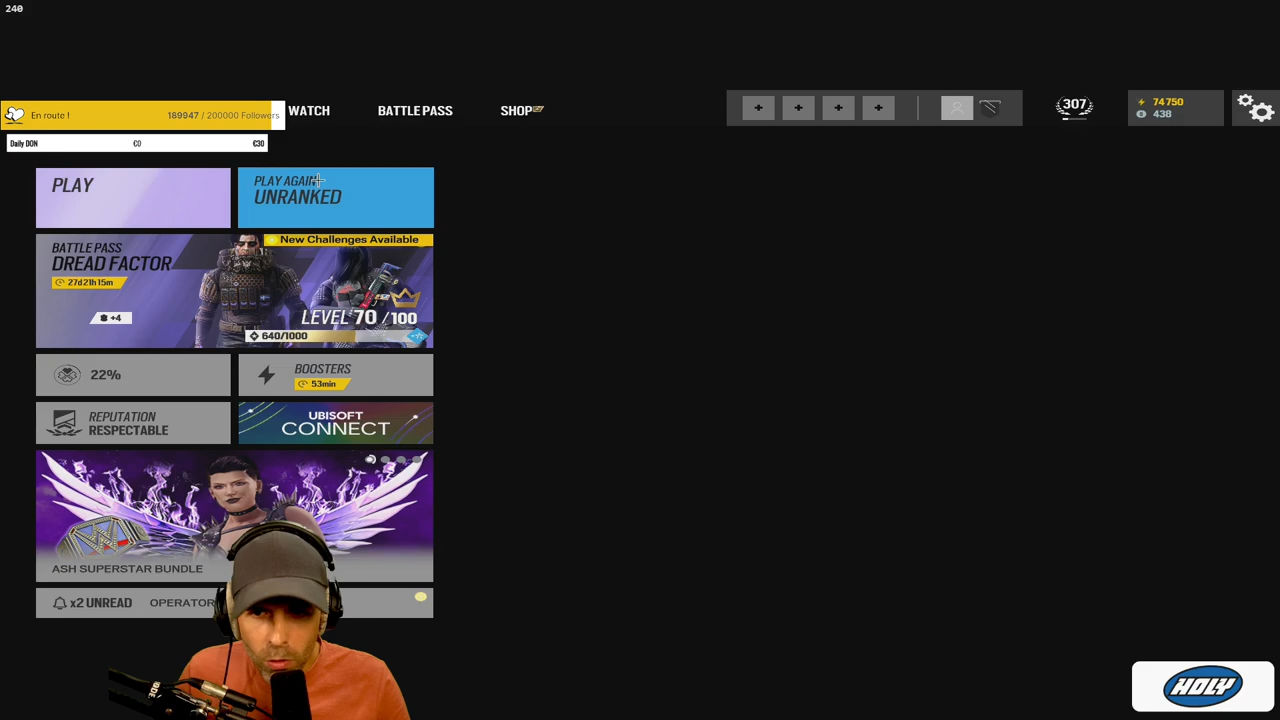 240
En route !
189947 / 200000 Followers
WATCH
BATTLE PASS
SHOP
307
74 750
438
Daily DON
€0
€30
PLAY
PLAY AGAIN
UNRANKED
BATTLE PASS
DREAD FACTOR
27d21h15m
New Challenges Available
+4
LEVEL 70 / 100
640/1000
22%
BOOSTERS
53min
REPUTATION
RESPECTABLE
UBISOFT
CONNECT
ASH SUPERSTAR BUNDLE
x2 UNREAD
OPERATOR
HOLY